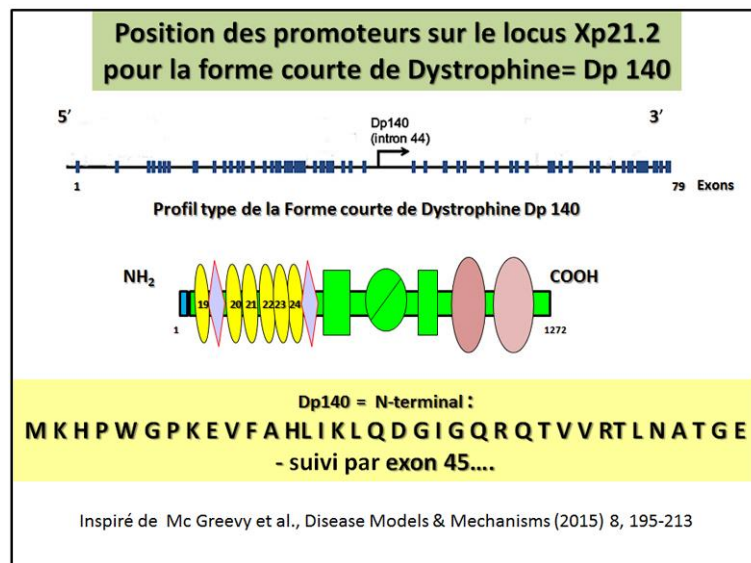 Position des promoteurs sur le locus Xp21.2
pour la forme courte de Dystrophine= Dp 140
5′
3′
Dp140
(intron 44)
1
79 Exons
Profil type de la Forme courte de Dystrophine Dp 140
NH2
COOH
19
20
21
22
23
24
1
1272
Dp140 = N-terminal :
M K H P W G P K E V F A H L I K L Q D G I G Q R Q T V V R T L N A T G E
- suivi par exon 45....
Inspiré de Mc Greevy et al., Disease Models & Mechanisms (2015) 8, 195-213